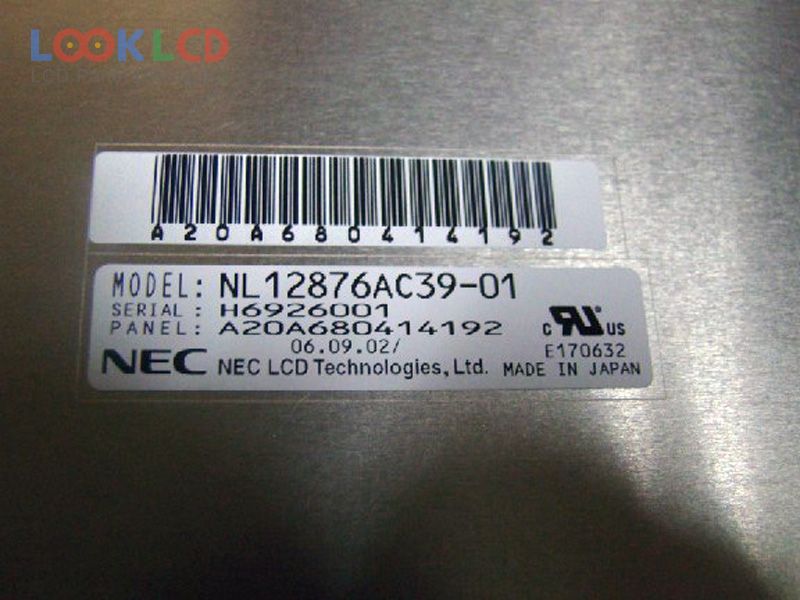 LOOKLCD
A20A680414192
MODEL: NL12876AC39-01
SERIAL: H6926001
PANEL: A20A680414192
06.09.02/
c RU US
E170632
NEC NEC LCD Technologies, Ltd. MADE IN JAPAN